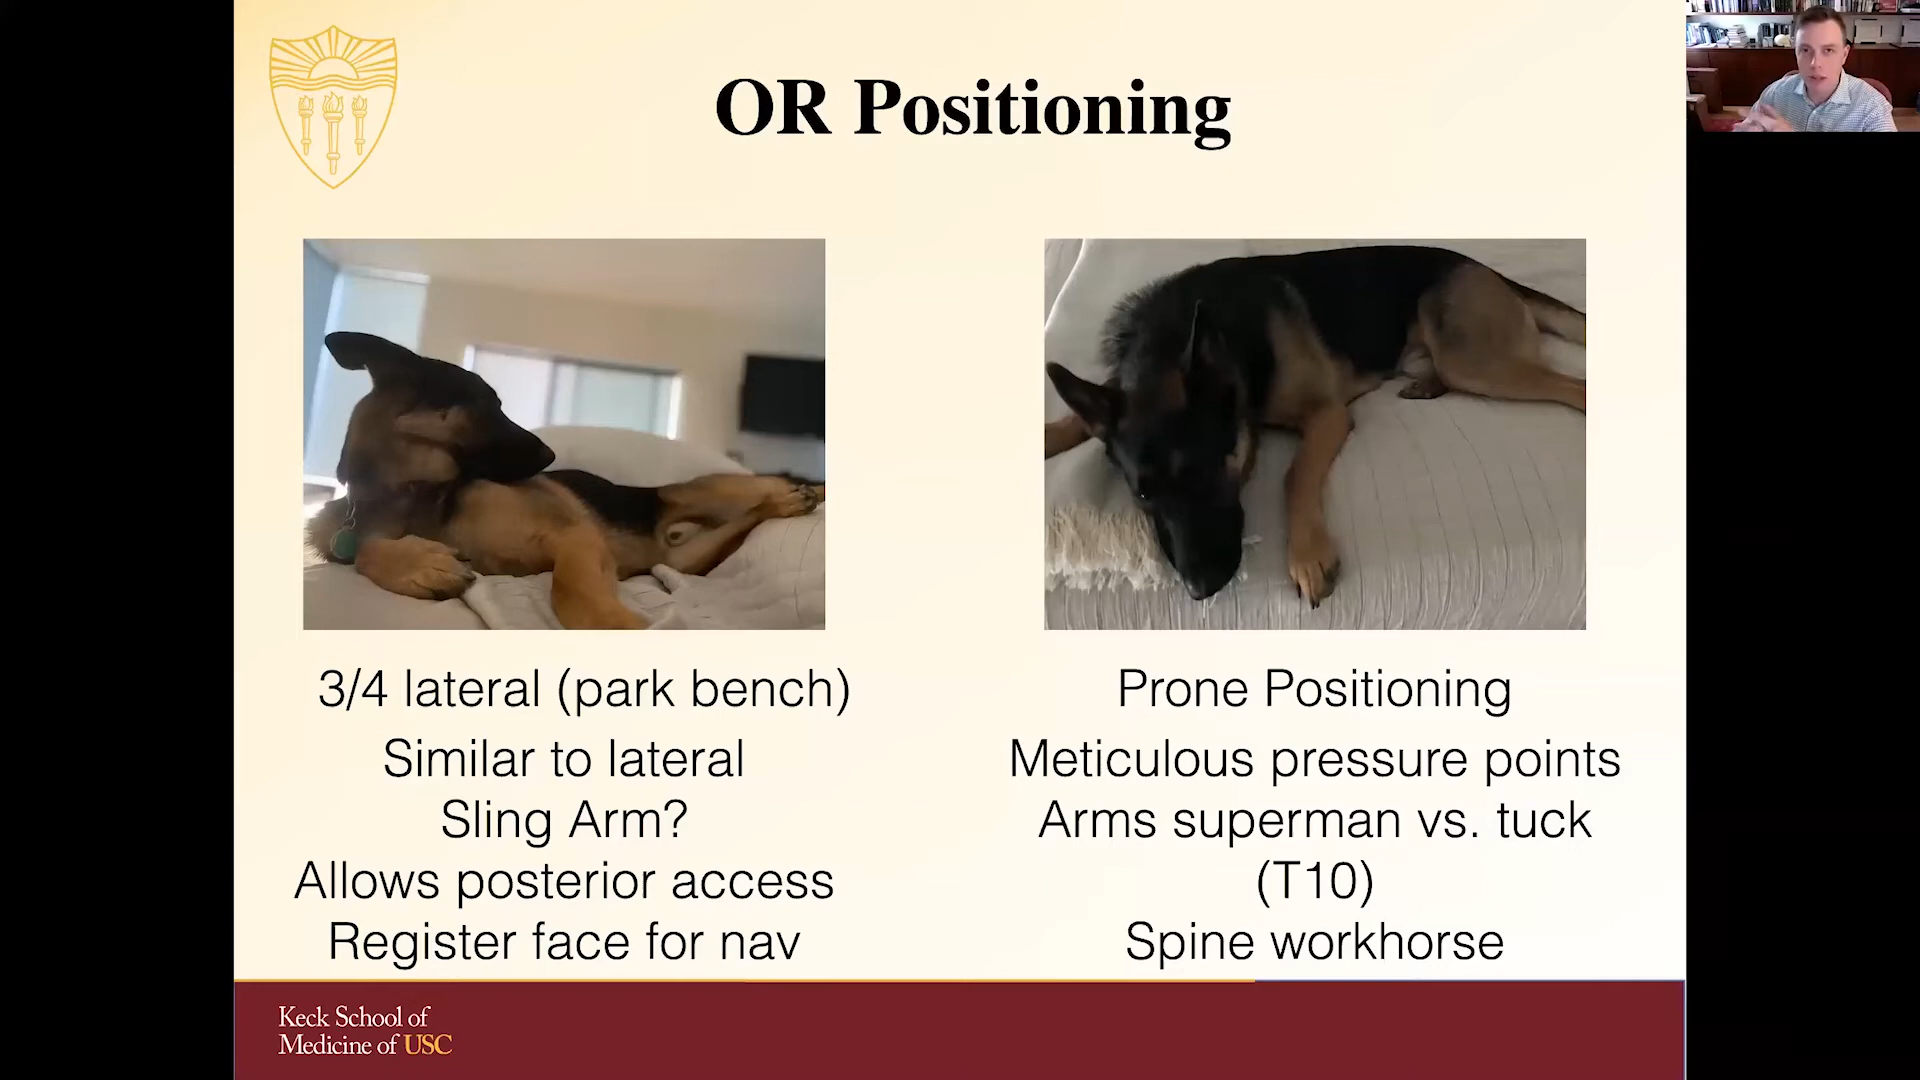 OR Positioning
3/4 lateral (park bench)
Similar to lateral
Sling Arm?
Allows posterior access
Register face for nav
Prone Positioning
Meticulous pressure points
Arms superman vs. tuck
(T10)
Spine workhorse
Keck School of
Medicine of USC